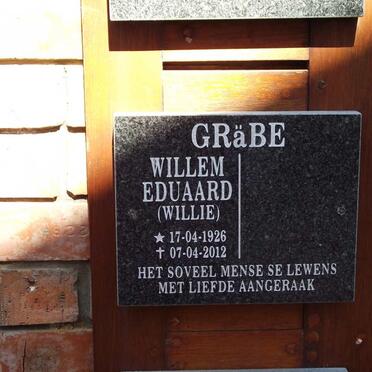 GRäBE
WILLEM
EDUAARD
(WILLIE)
★ 17-04-1926
✝ 07-04-2012
HET SOVEEL MENSE SE LEWENS
MET LIEFDE AANGERAAK